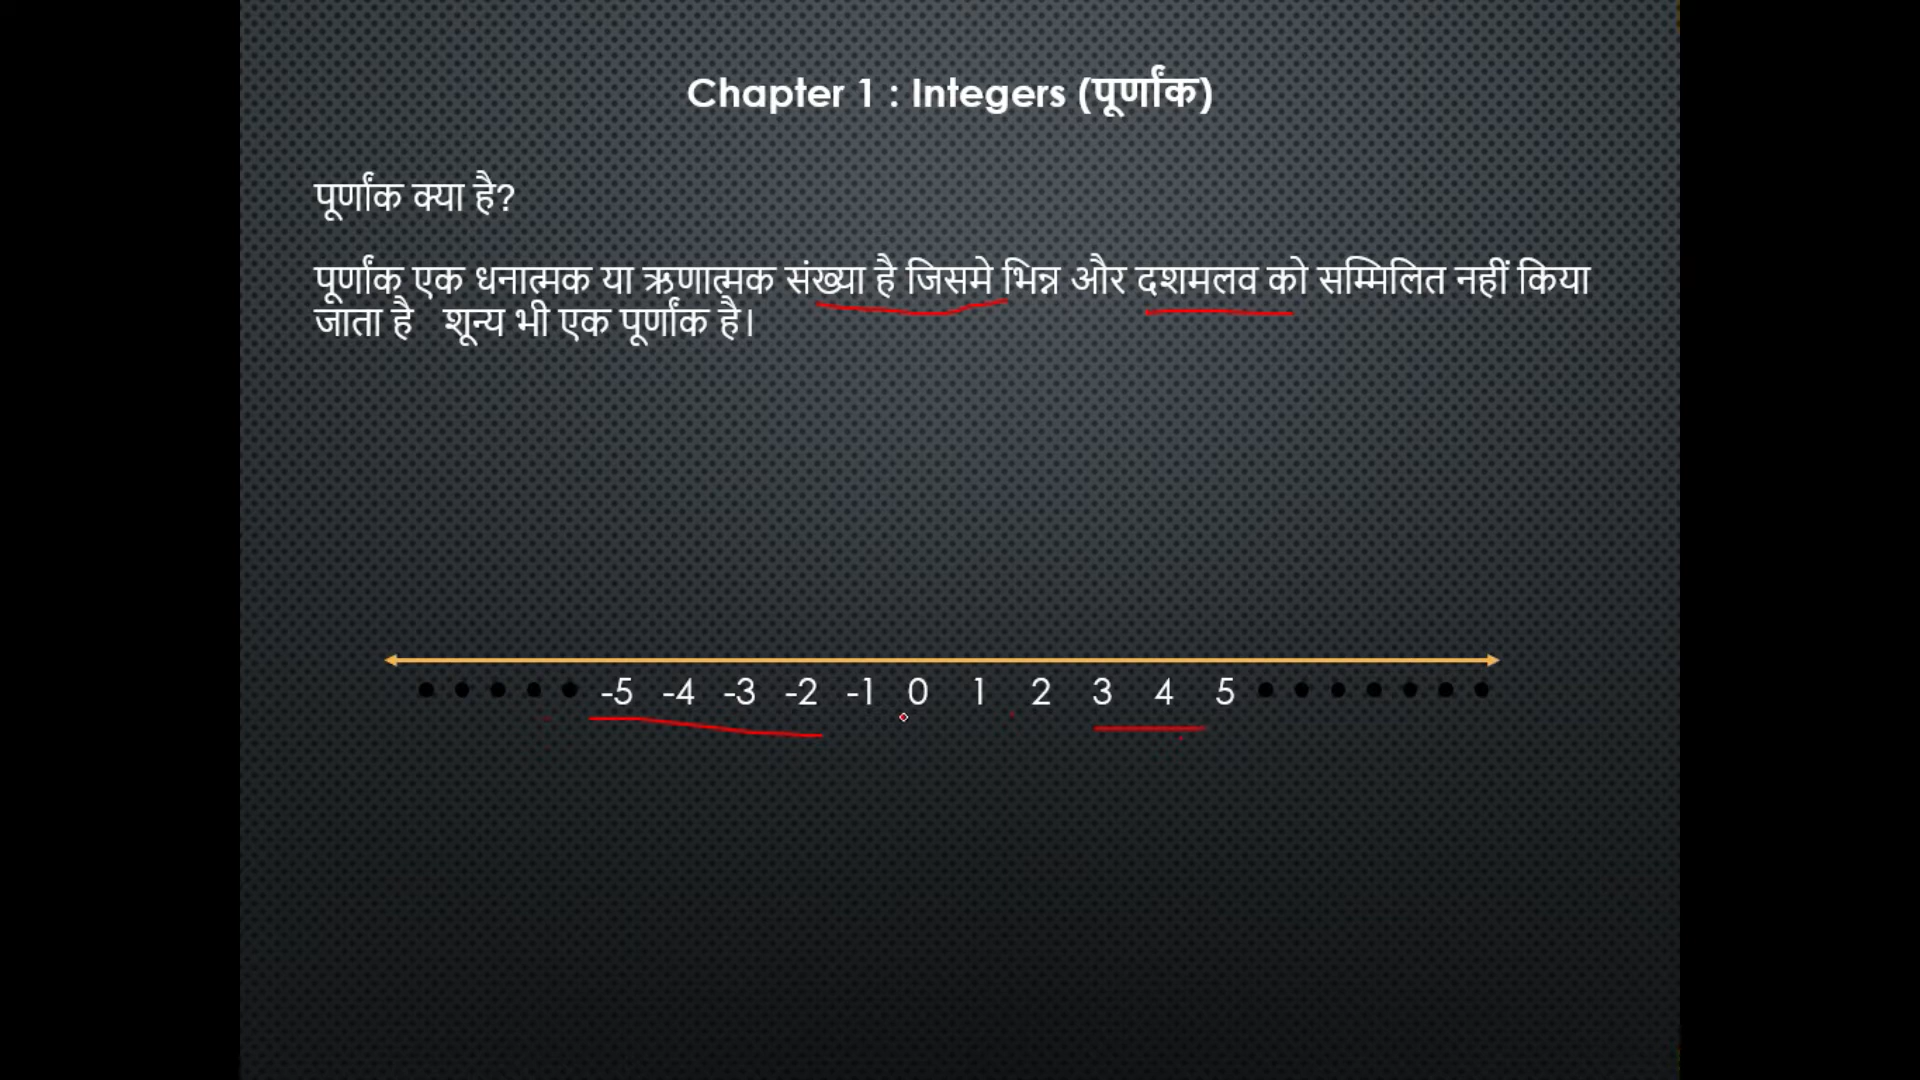 Chapter 1 : Integers (पूर्णांक)
पूर्णांक क्या है?
पूर्णांक एक धनात्मक या ऋणात्मक संख्या है जिसमे भिन्न और दशमलव को सम्मिलित नहीं किया
जाता है   शून्य भी एक पूर्णांक है।
-5 -4 -3 -2 -1 0 1 2 3 4 5